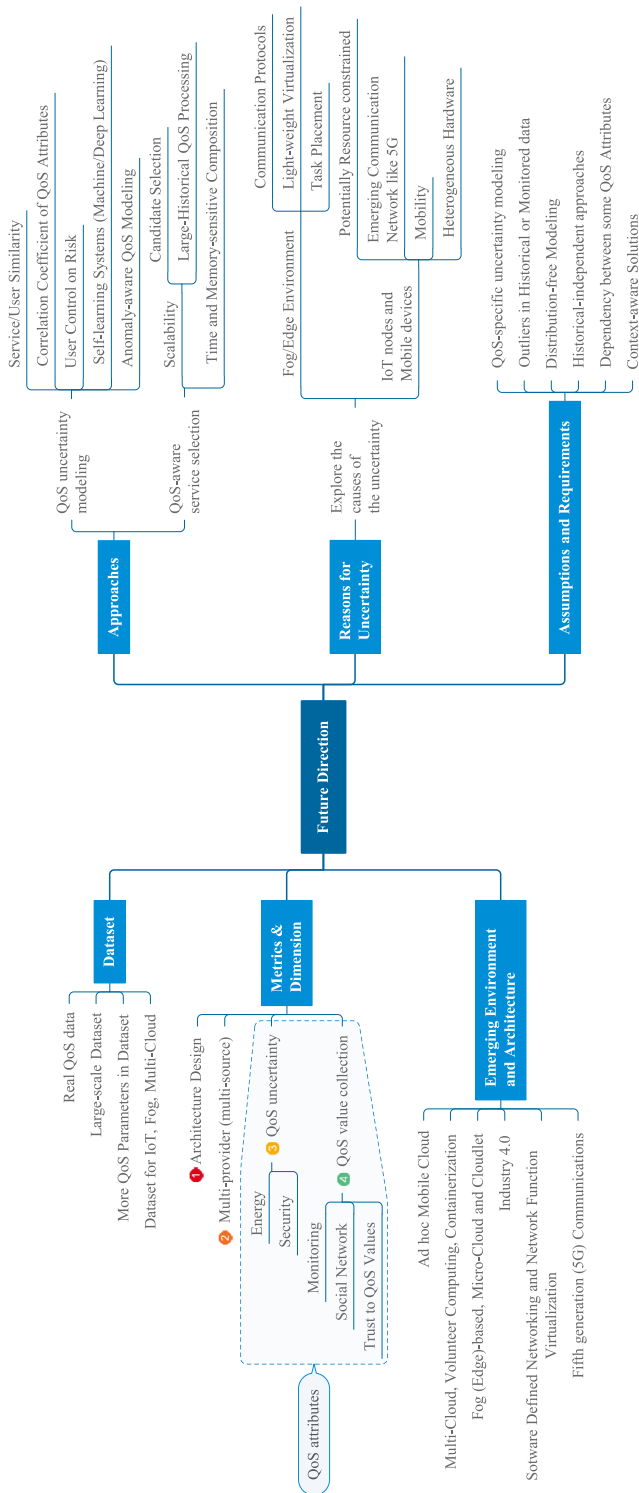 Future Direction
Dataset
Real QoS data
Large-scale Dataset
More QoS Parameters in Dataset
Dataset for IoT, Fog, Multi-Cloud
Metrics &
Dimension
1 Architecture Design
2 Multi-provider (multi-source)
3 QoS uncertainty
Energy
Security
4 QoS value collection
Monitoring
Social Network
Trust to QoS Values
QoS attributes
Emerging Environment
and Architecture
Ad hoc Mobile Cloud
Multi-Cloud, Volunteer Computing, Containerization
Fog (Edge)-based, Micro-Cloud and Cloudlet
Industry 4.0
Sotware Defined Networking and Network Function
Virtualization
Fifth generation (5G) Communications
Approaches
QoS uncertainty
modeling
Service/User Similarity
Correlation Coefficient of QoS Attributes
User Control on Risk
Self-learning Systems (Machine/Deep Learning)
Anomaly-aware QoS Modeling
QoS-aware
service selection
Scalability
Candidate Selection
Large-Historical QoS Processing
Time and Memory-sensitive Composition
Reasons for
Uncertainty
Explore the
causes of
the uncertainty
Fog/Edge Environment
Communication Protocols
Light-weight Virtualization
Task Placement
IoT nodes and
Mobile devices
Potentially Resource constrained
Emerging Communication
Network like 5G
Mobility
Heterogeneous Hardware
Assumptions and Requirements
QoS-specific uncertainty modeling
Outliers in Historical or Monitored data
Distribution-free Modeling
Historical-independent approaches
Dependency between some QoS Attributes
Context-aware Solutions